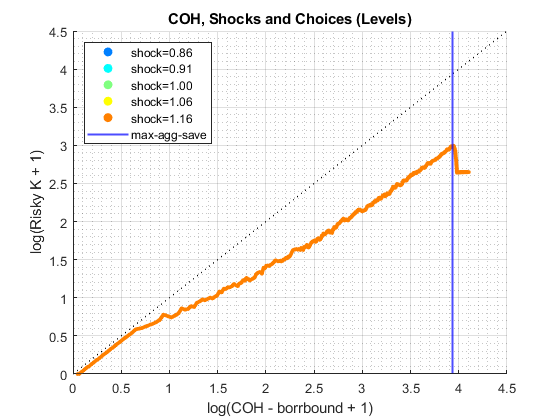 COH, Shocks and Choices (Levels)
4.5
4
3.5
3
2.5
2
1.5
1
0.5
0
log(Risky K + 1)
shock=0.86
shock=0.91
shock=1.00
shock=1.06
shock=1.16
max-agg-save
0 0.5 1 1.5 2 2.5 3 3.5 4 4.5
log(COH - borrbound + 1)